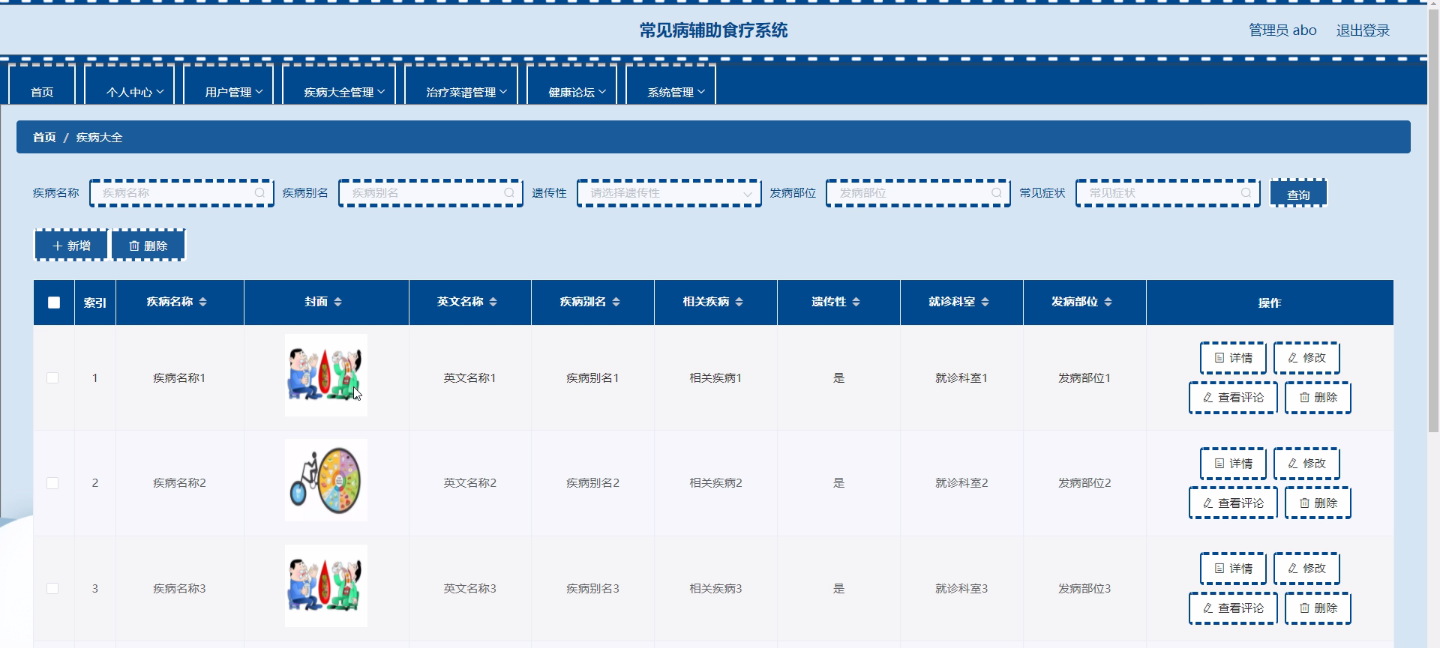 常见病辅助食疗系统
管理员 abo 退出登录
首页 个人中心 用户管理 疾病大全管理 治疗菜谱管理 健康论坛 系统管理
首页 / 疾病大全
疾病名称 疾病名称 疾病别名 疾病别名 遗传性 请选择遗传性 发病部位 发病部位 常见症状 常见症状 查询
新增 删除
索引 疾病名称 封面 英文名称 疾病别名 相关疾病 遗传性 就诊科室 发病部位 操作
1 疾病名称1 英文名称1 疾病别名1 相关疾病1 是 就诊科室1 发病部位1 详情 修改
查看评论 删除
2 疾病名称2 英文名称2 疾病别名2 相关疾病2 是 就诊科室2 发病部位2 详情 修改
查看评论 删除
3 疾病名称3 英文名称3 疾病别名3 相关疾病3 是 就诊科室3 发病部位3 详情 修改
查看评论 删除